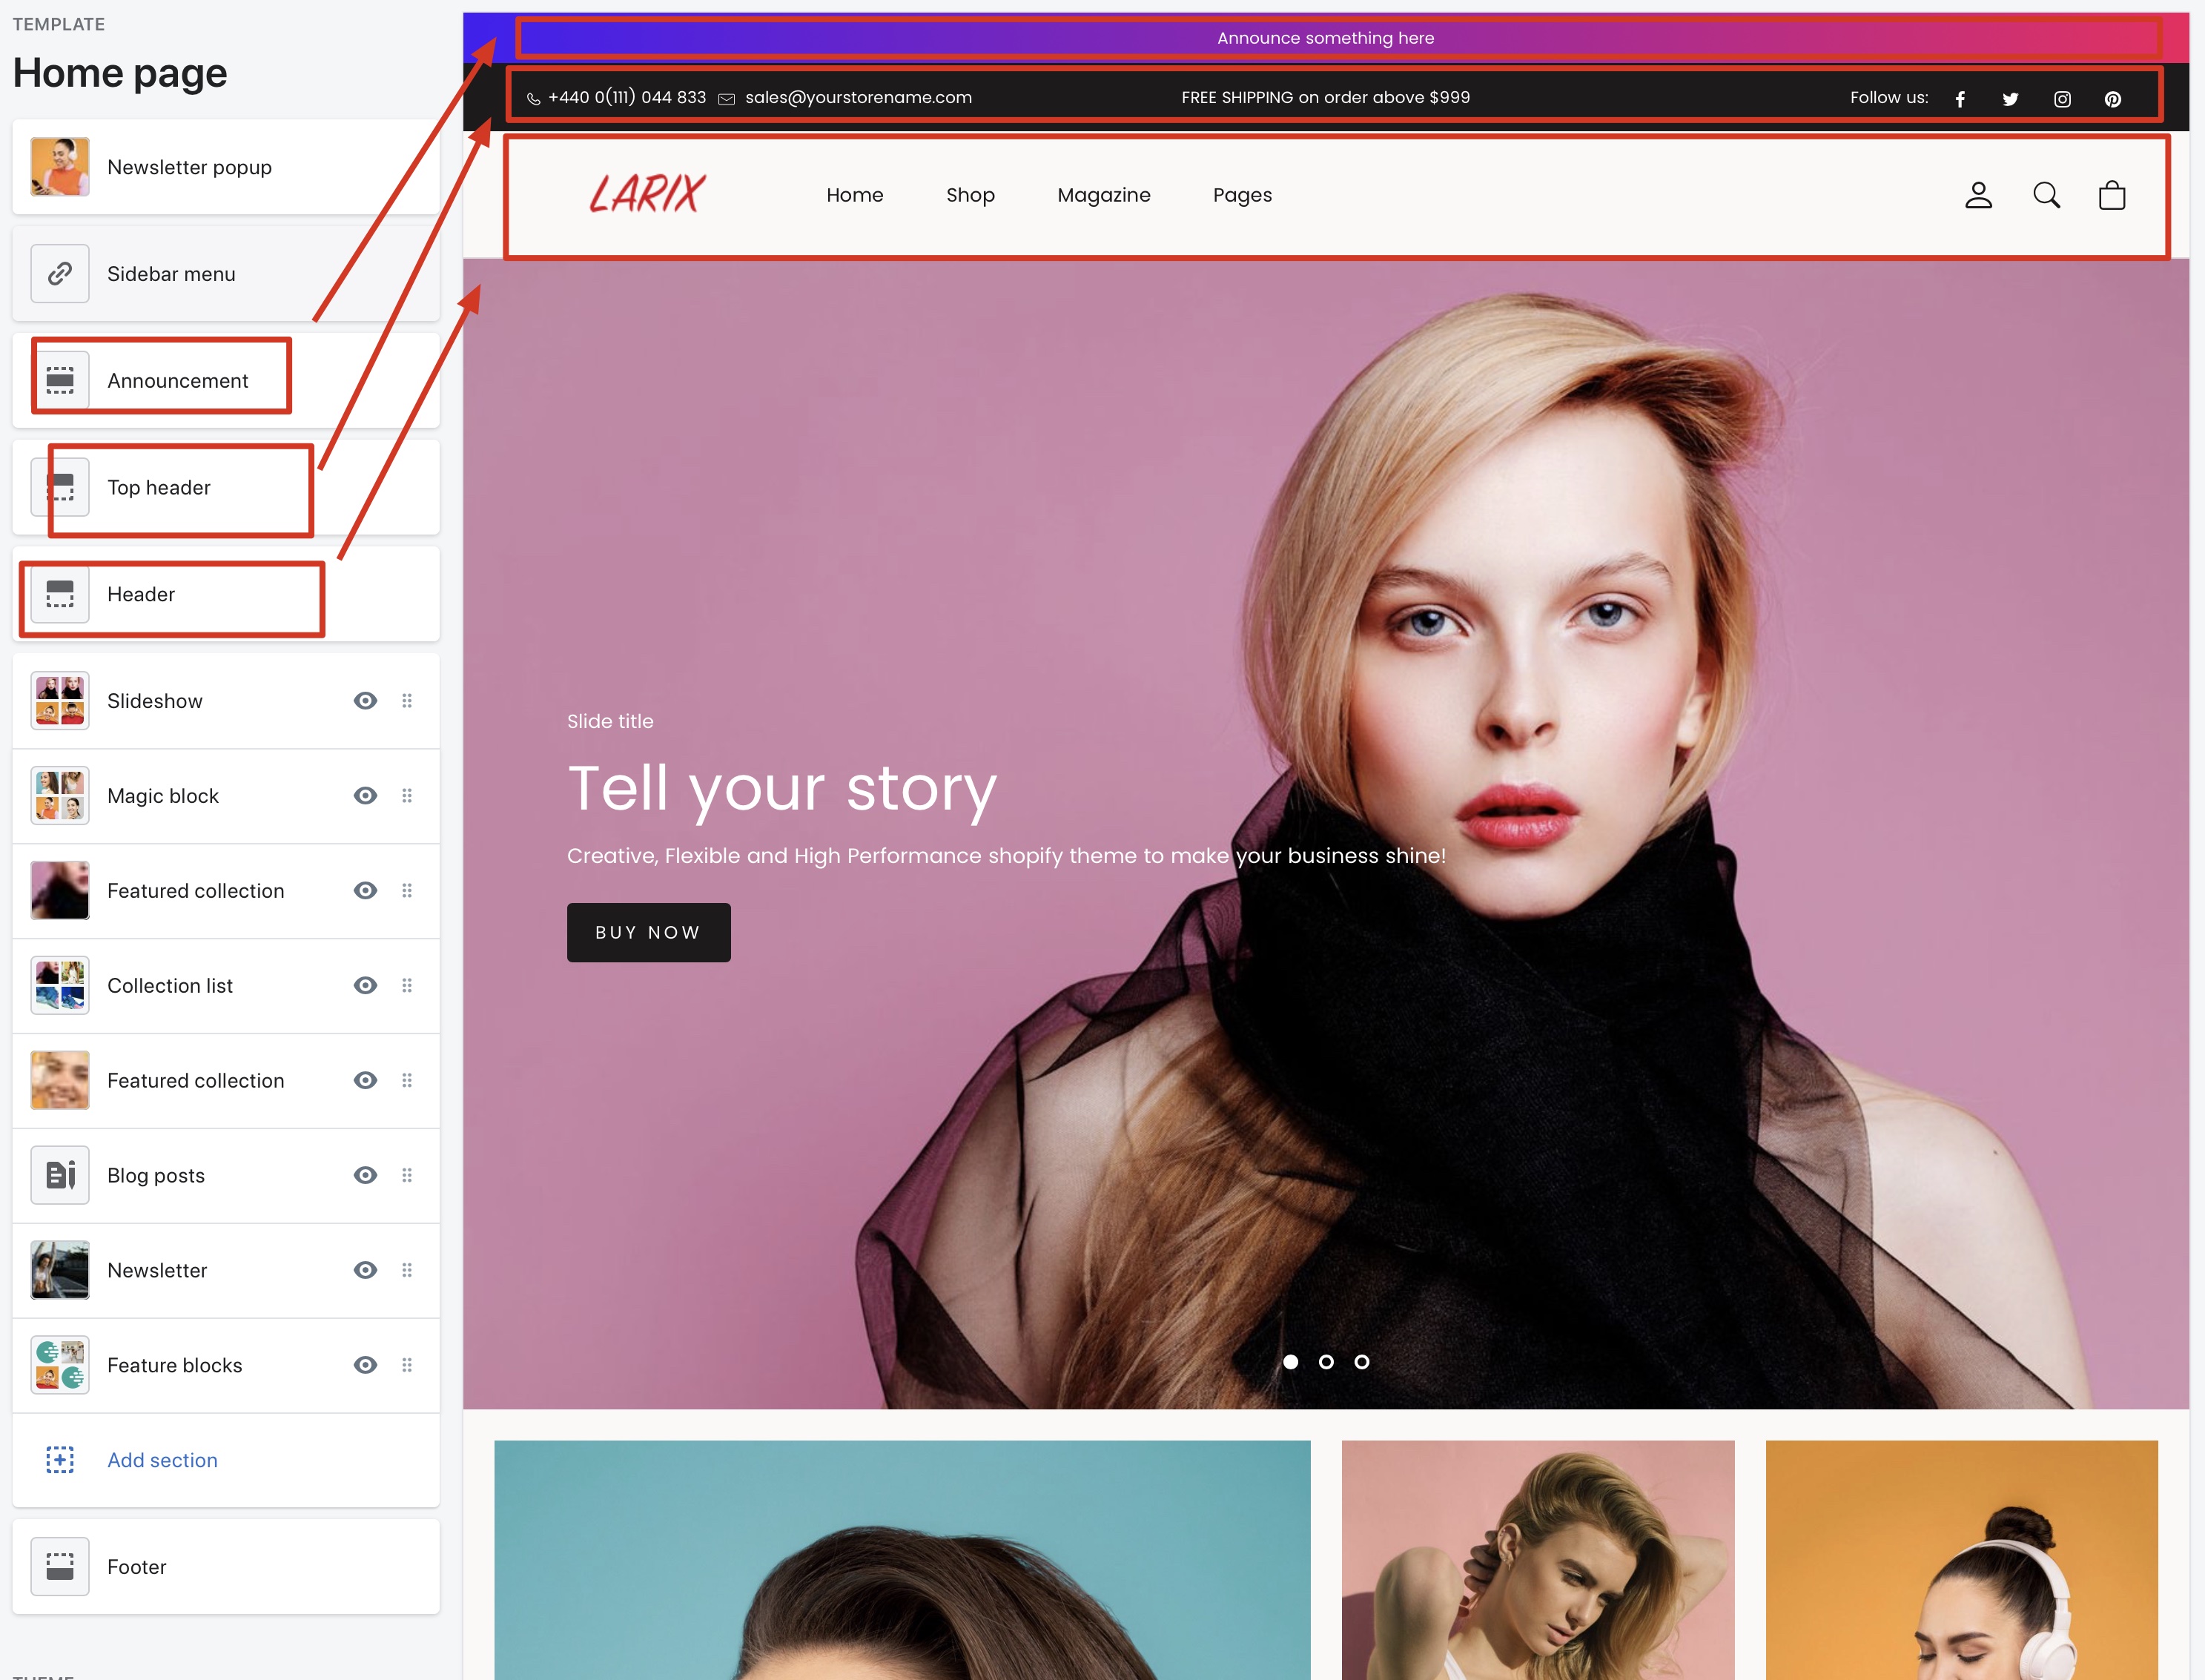 TEMPLATE
Home page
Newsletter popup
Sidebar menu
Announcement
Top header
Header
Slideshow
Magic block
Featured collection
Collection list
Featured collection
Blog posts
Newsletter
Feature blocks
Add section
Footer
Announce something here
+440 0(111) 044 833 sales@yourstorename.com FREE SHIPPING on order above $999 Follow us:
LARIX Home Shop Magazine Pages
Slide title
Tell your story
Creative, Flexible and High Performance shopify theme to make your business shine!
BUY NOW